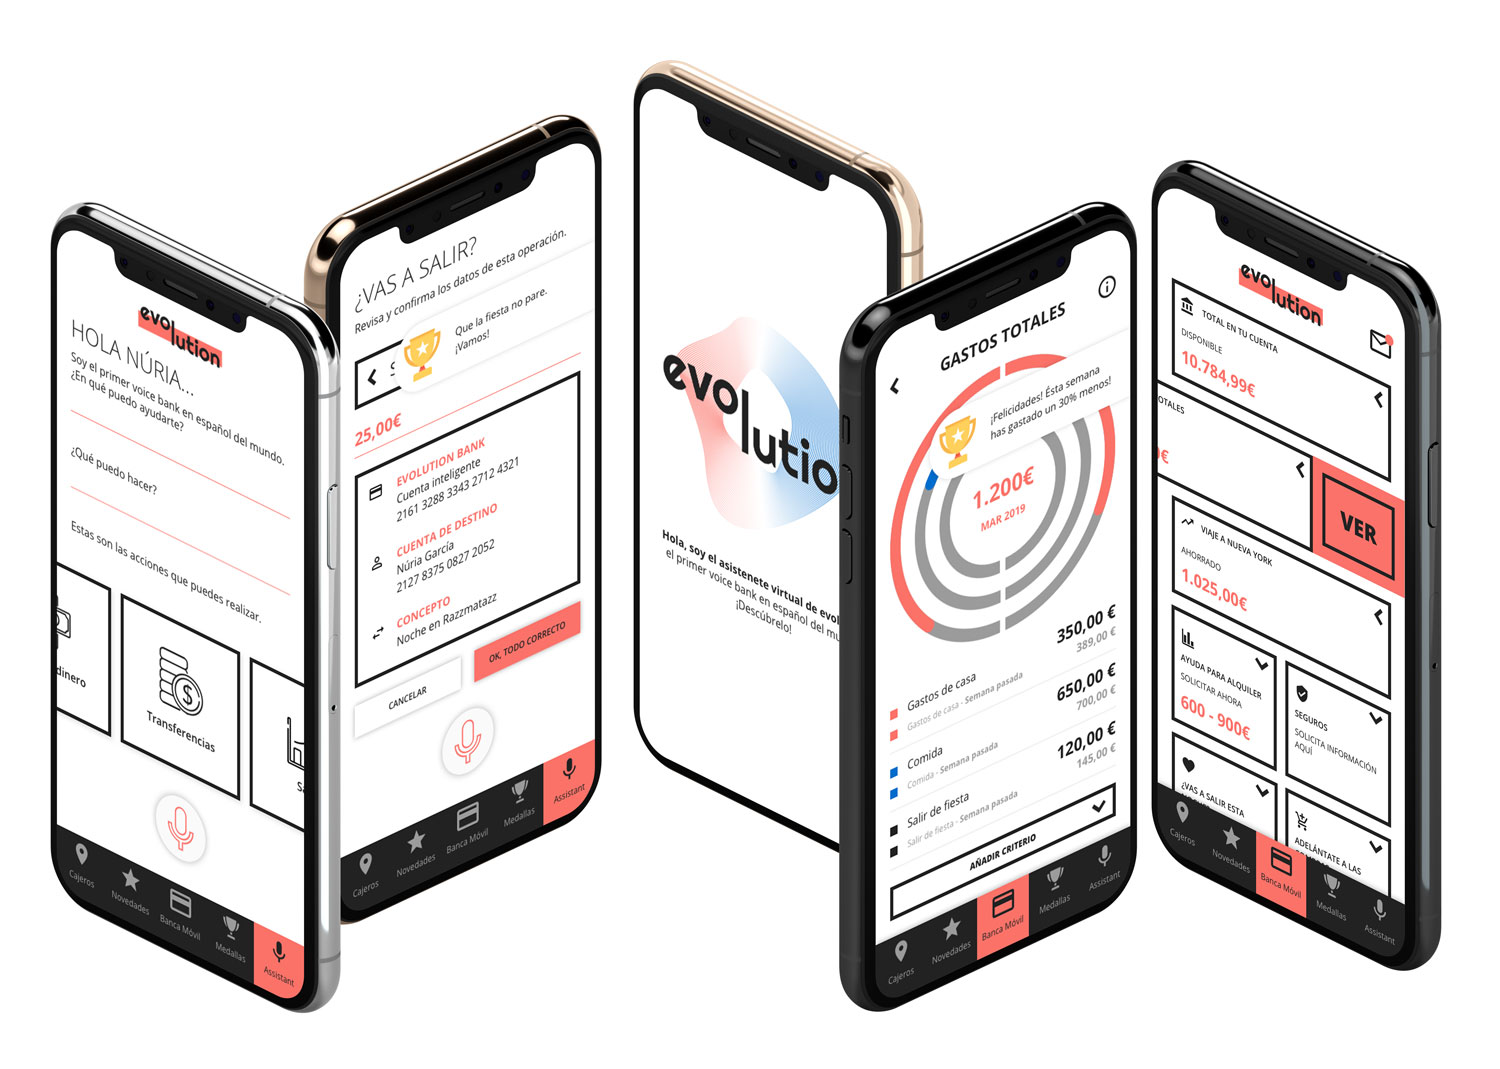 evolution
HOLA NÚRIA...
Soy el primer voice bank en español del mundo.
¿En qué puedo ayudarte?
¿Qué puedo hacer?
Estas son las acciones que puedes realizar.
dinero
Transferencias
Sa
Cajeros
Novedades
Banca Móvil
Medallas
Assistant
¿VAS A SALIR?
Revisa y confirma los datos de esta operación.
Que la fiesta no pare.
¡Vamos!
25,00€
EVOLUTION BANK
Cuenta inteligente
2161 3288 3343 2712 4321
CUENTA DE DESTINO
Núria García
2127 8375 0827 2052
CONCEPTO
Noche en Razzmatazz
CANCELAR
OK, TODO CORRECTO
Cajeros
Novedades
Banca Móvil
Medallas
Assistant
evolutio
Hola, soy el asistenete virtual de evol
el primer voice bank en español del mu
¡Descúbrelo!
GASTOS TOTALES
¡Felicidades! Ésta semana
has gastado un 30% menos!
1.200€
MAR 2019
350,00 €
Gastos de casa
389,00 €
Gastos de casa - Semana pasada
650,00 €
Comida
700,00 €
Comida - Semana pasada
120,00 €
Salir de fiesta
145,00 €
Salir de fiesta - Semana pasada
AÑADIR CRITERIO
Cajeros
Novedades
Banca Móvil
Medallas
Assistant
evolution
TOTAL EN TU CUENTA
DISPONIBLE
10.784,99€
OTALES
€
VER
VIAJE A NUEVA YORK
AHORRADO
1.025,00€
AYUDA PARA ALQUILER
SOLICITAR AHORA
600 - 900€
SEGUROS
SOLICITA INFORMACIÓN
AQUÍ
¿VAS A SALIR ESTA
ADELÁNTATE A LAS
Cajeros
Novedades
Banca Móvil
Medallas
Assistant